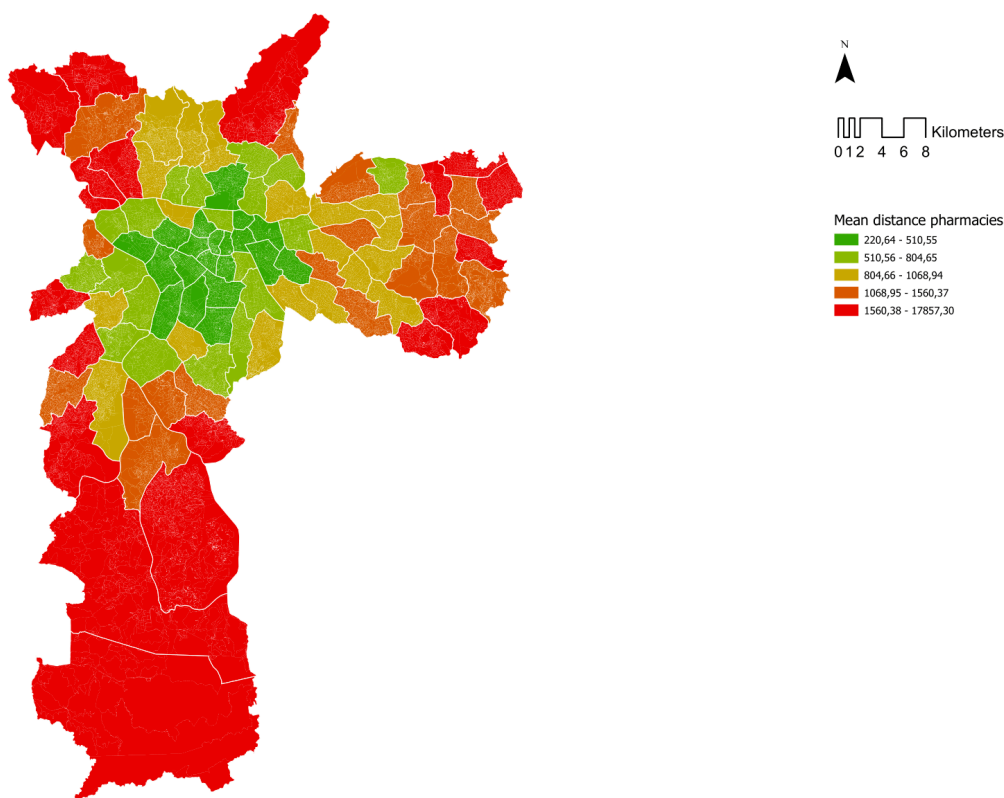 N
Kilometers
0 1 2 4 6 8
Mean distance pharmacies
220,64 - 510,55
510,56 - 804,65
804,66 - 1068,94
1068,95 - 1560,37
1560,38 - 17857,30